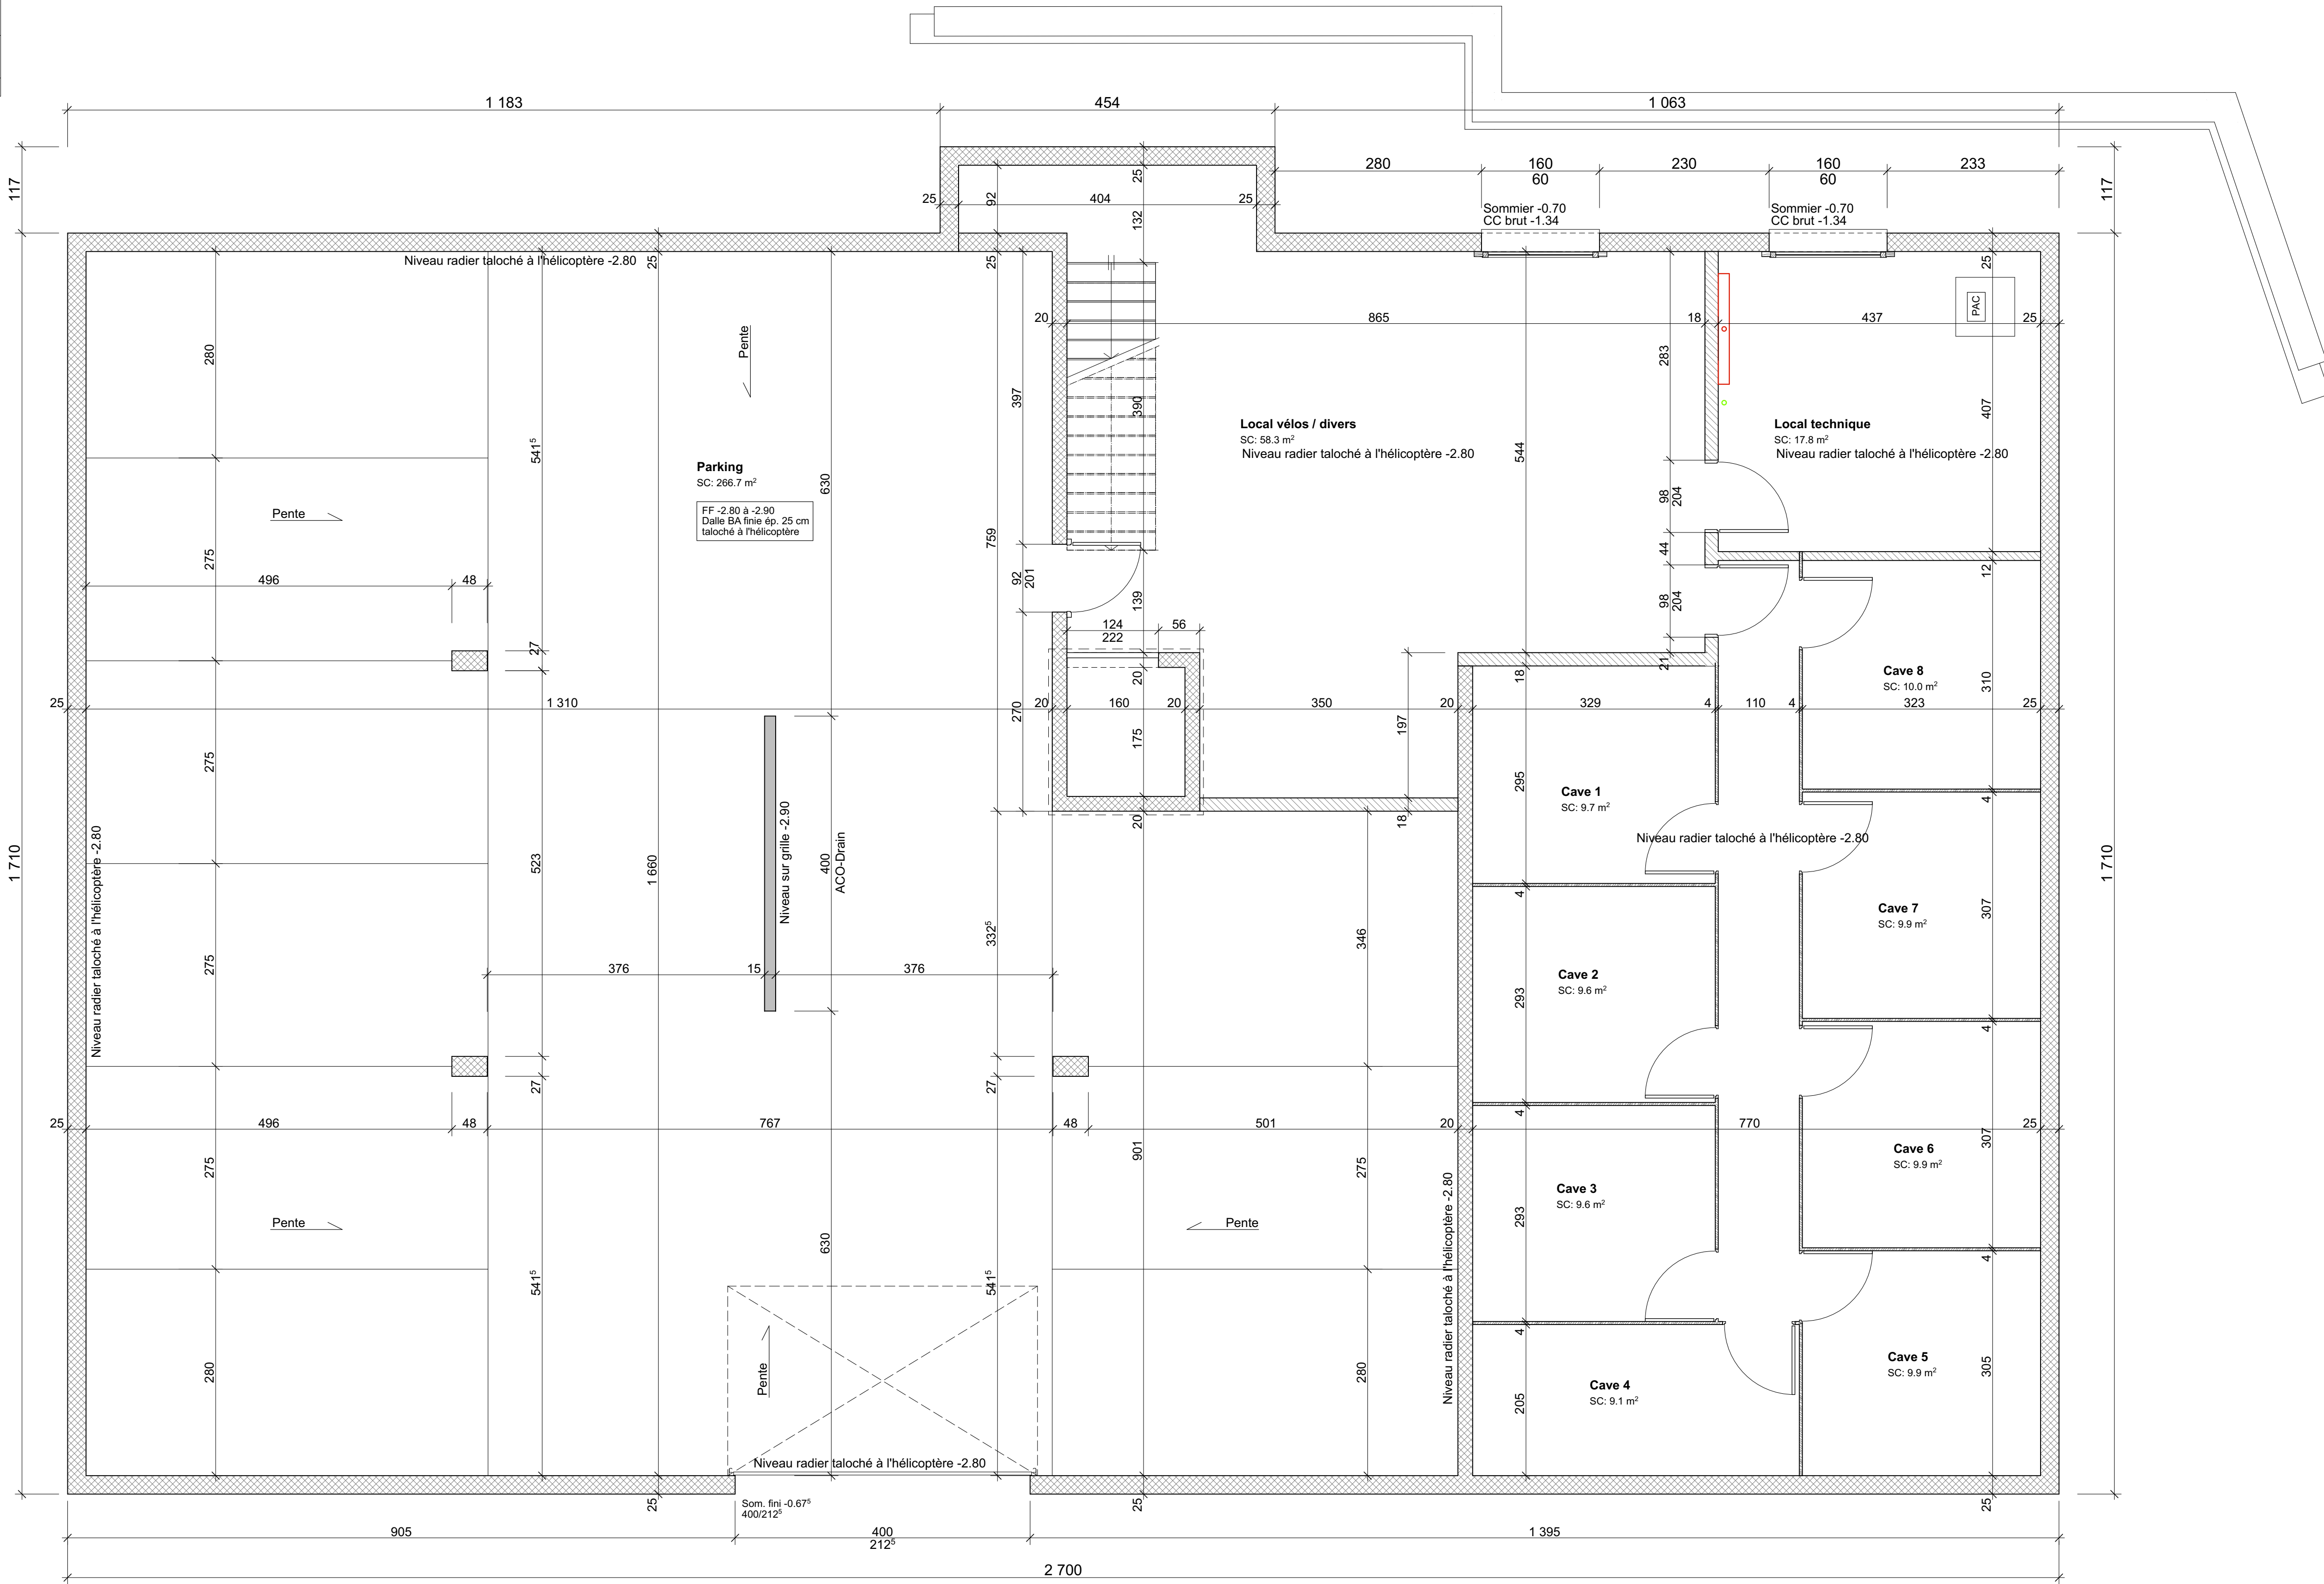 1 183
454
1 063
117
280
160
60
230
160
60
233
117
Sommier -0.70
CC brut -1.34
Sommier -0.70
CC brut -1.34
25
404
25
92
25
132
Niveau radier taloché à l'hélicoptère -2.80
25
25
25
PAC
20
865
18
437
25
Pente
280
397
390
283
407
541⁵
630
544
Parking
SC: 266.7 m²
FF -2.80 à -2.90
Dalle BA finie ép. 25 cm
taloché à l'hélicoptère
Local vélos / divers
SC: 58.3 m²
Niveau radier taloché à l'hélicoptère -2.80
Local technique
SC: 17.8 m²
Niveau radier taloché à l'hélicoptère -2.80
Pente
98
204
759
44
275
92
201
139
12
496
48
98
204
124
222
56
27
21
20
18
Cave 8
SC: 10.0 m²
310
25
1 310
20
160
20
350
20
329
4
110
4
323
25
270
175
197
295
275
Cave 1
SC: 9.7 m²
4
Niveau radier taloché à l'hélicoptère -2.80
Niveau sur grille -2.90
400
ACO-Drain
20
18
Niveau radier taloché à l'hélicoptère -2.80
1 710
523
1 660
1 710
4
Cave 7
SC: 9.9 m²
307
332⁵
346
275
376
15
376
Cave 2
SC: 9.6 m²
293
4
27
27
4
25
496
48
767
48
501
20
770
25
901
307
Cave 6
SC: 9.9 m²
275
275
Cave 3
SC: 9.6 m²
293
Pente
Pente
630
541⁵
541⁵
4
Niveau radier taloché à l'hélicoptère -2.80
4
280
Pente
280
Cave 5
SC: 9.9 m²
305
Cave 4
SC: 9.1 m²
205
Niveau radier taloché à l'hélicoptère -2.80
25
Som. fini -0.67⁵
400/212⁵
25
25
905
400
212⁵
1 395
2 700